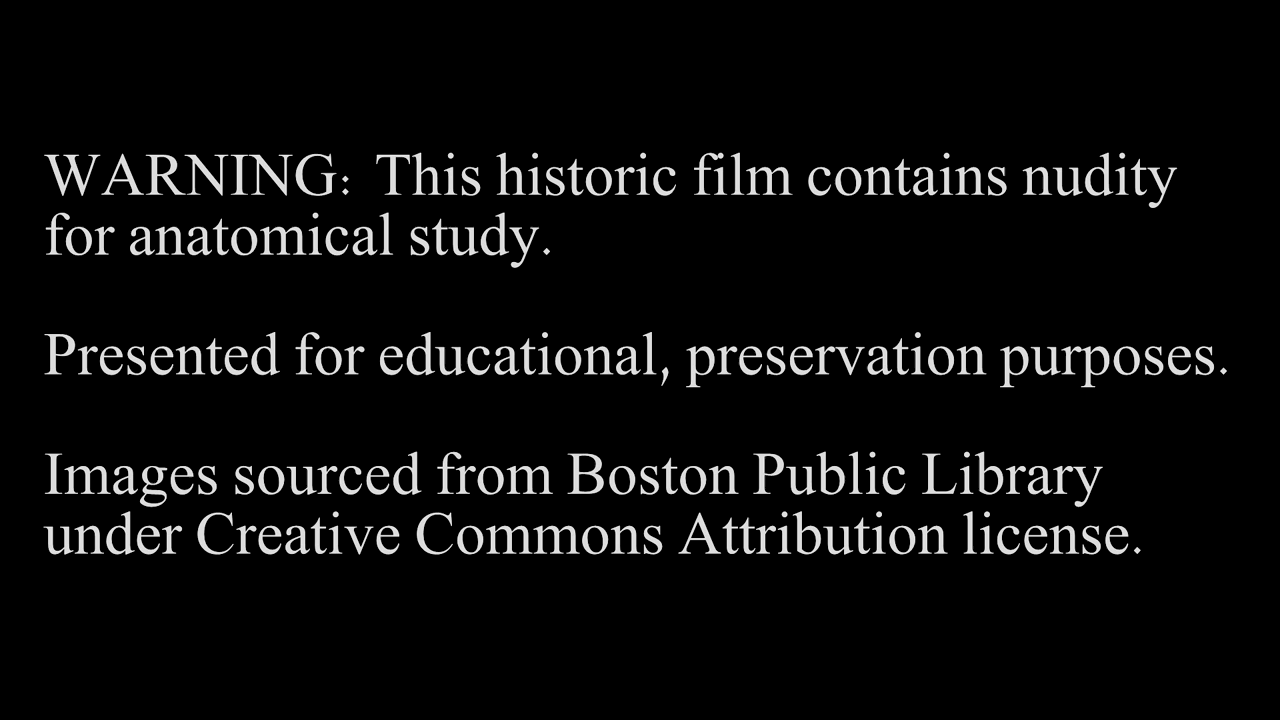 WARNING:  This historic film contains nudity
for anatomical study.
Presented for educational, preservation purposes.
Images sourced from Boston Public Library
under Creative Commons Attribution license.